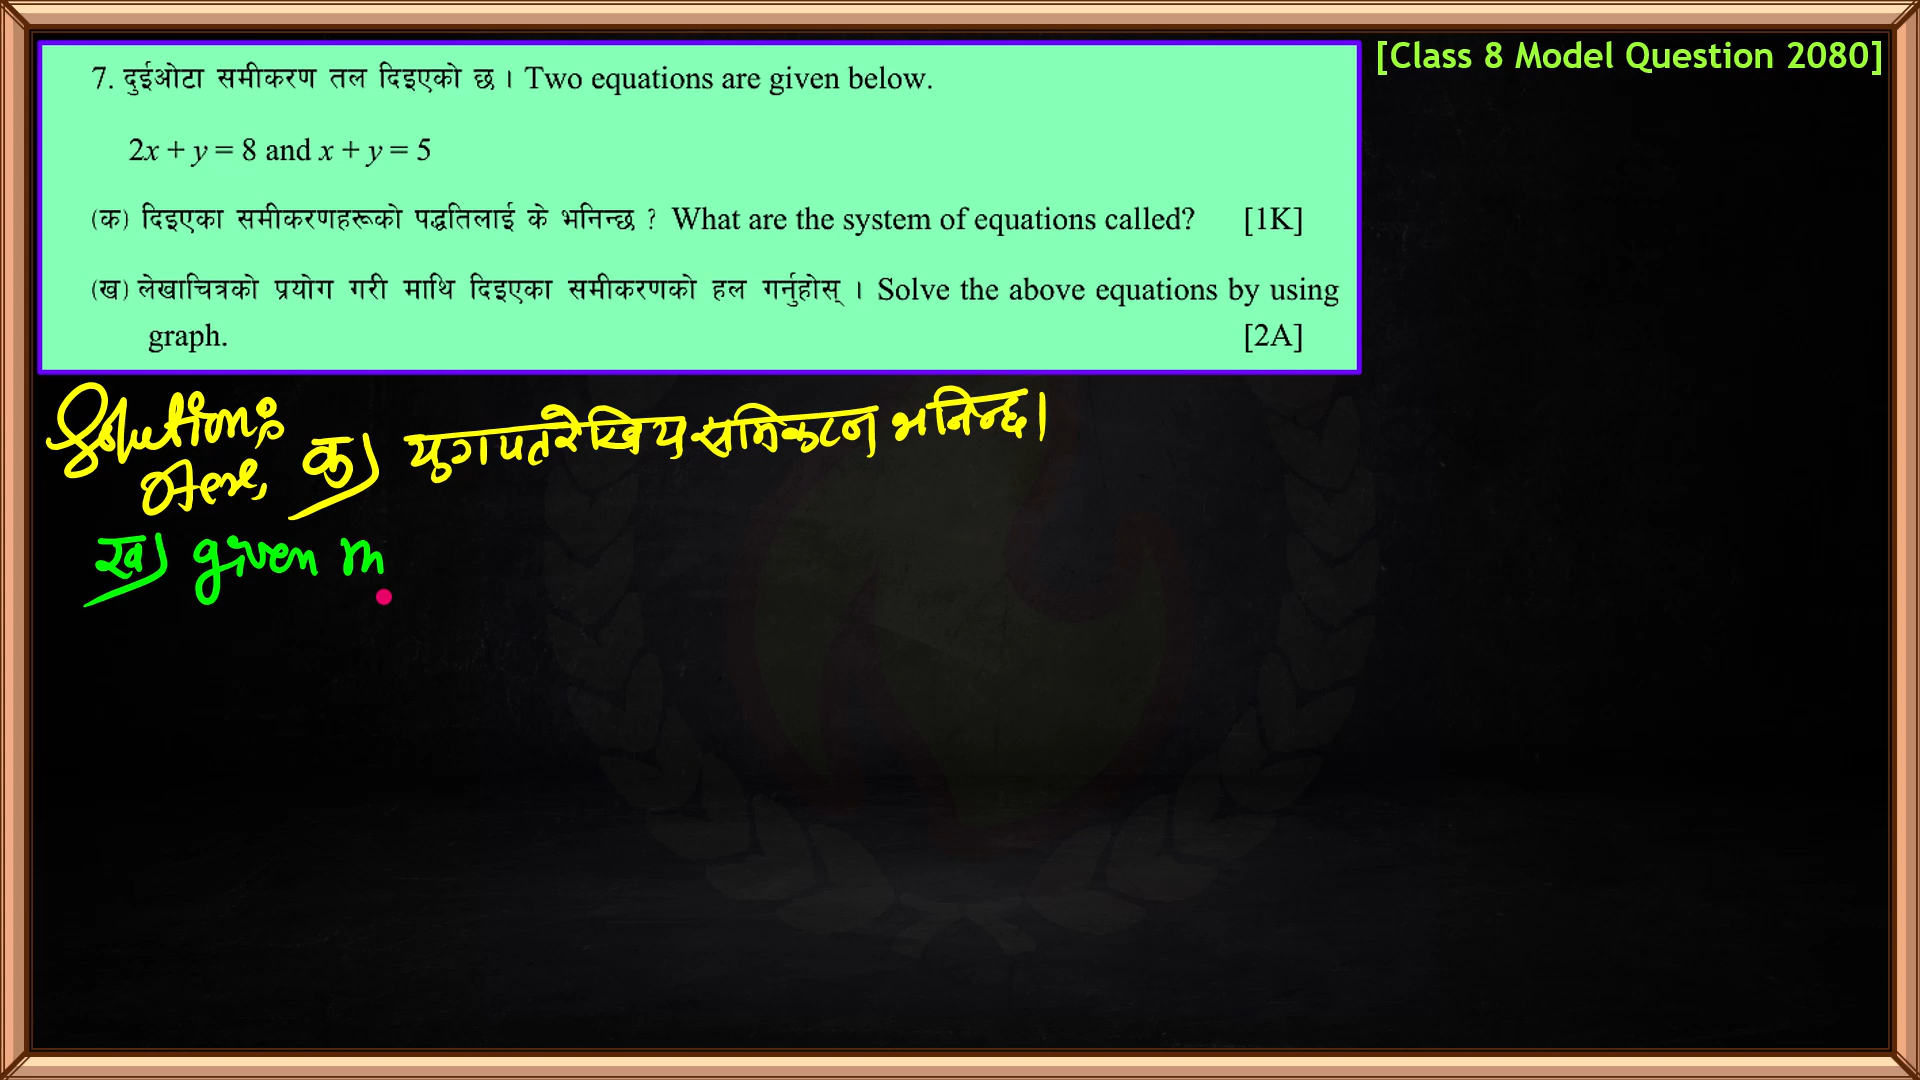 [Class 8 Model Question 2080]
7. दुईओटा समीकरण तल दिइएको छ । Two equations are given below.
2x + y = 8 and x + y = 5
(क) दिइएका समीकरणहरूको पद्धतिलाई के भनिन्छ ? What are the system of equations called? [1K]
(ख) लेखाचित्रको प्रयोग गरी माथि दिइएका समीकरणको हल गर्नुहोस् । Solve the above equations by using
graph. [2A]
Solution:
Here, क) युगपतरेखिय समिकरन भनिन्छ।
ख) given m